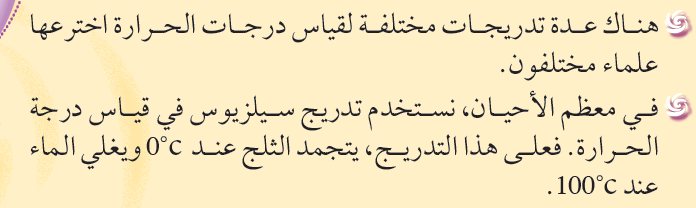 هناك عدة تدريجات مختلفة لقياس درجات الحرارة اخترعها
علماء مختلفون.
في معظم الأحيان، نستخدم تدريج سيلزيوس في قياس درجة
الحرارة. فعلى هذا التدريج، يتجمد الثلج عند 0°c ويغلي الماء
عند 100°c.